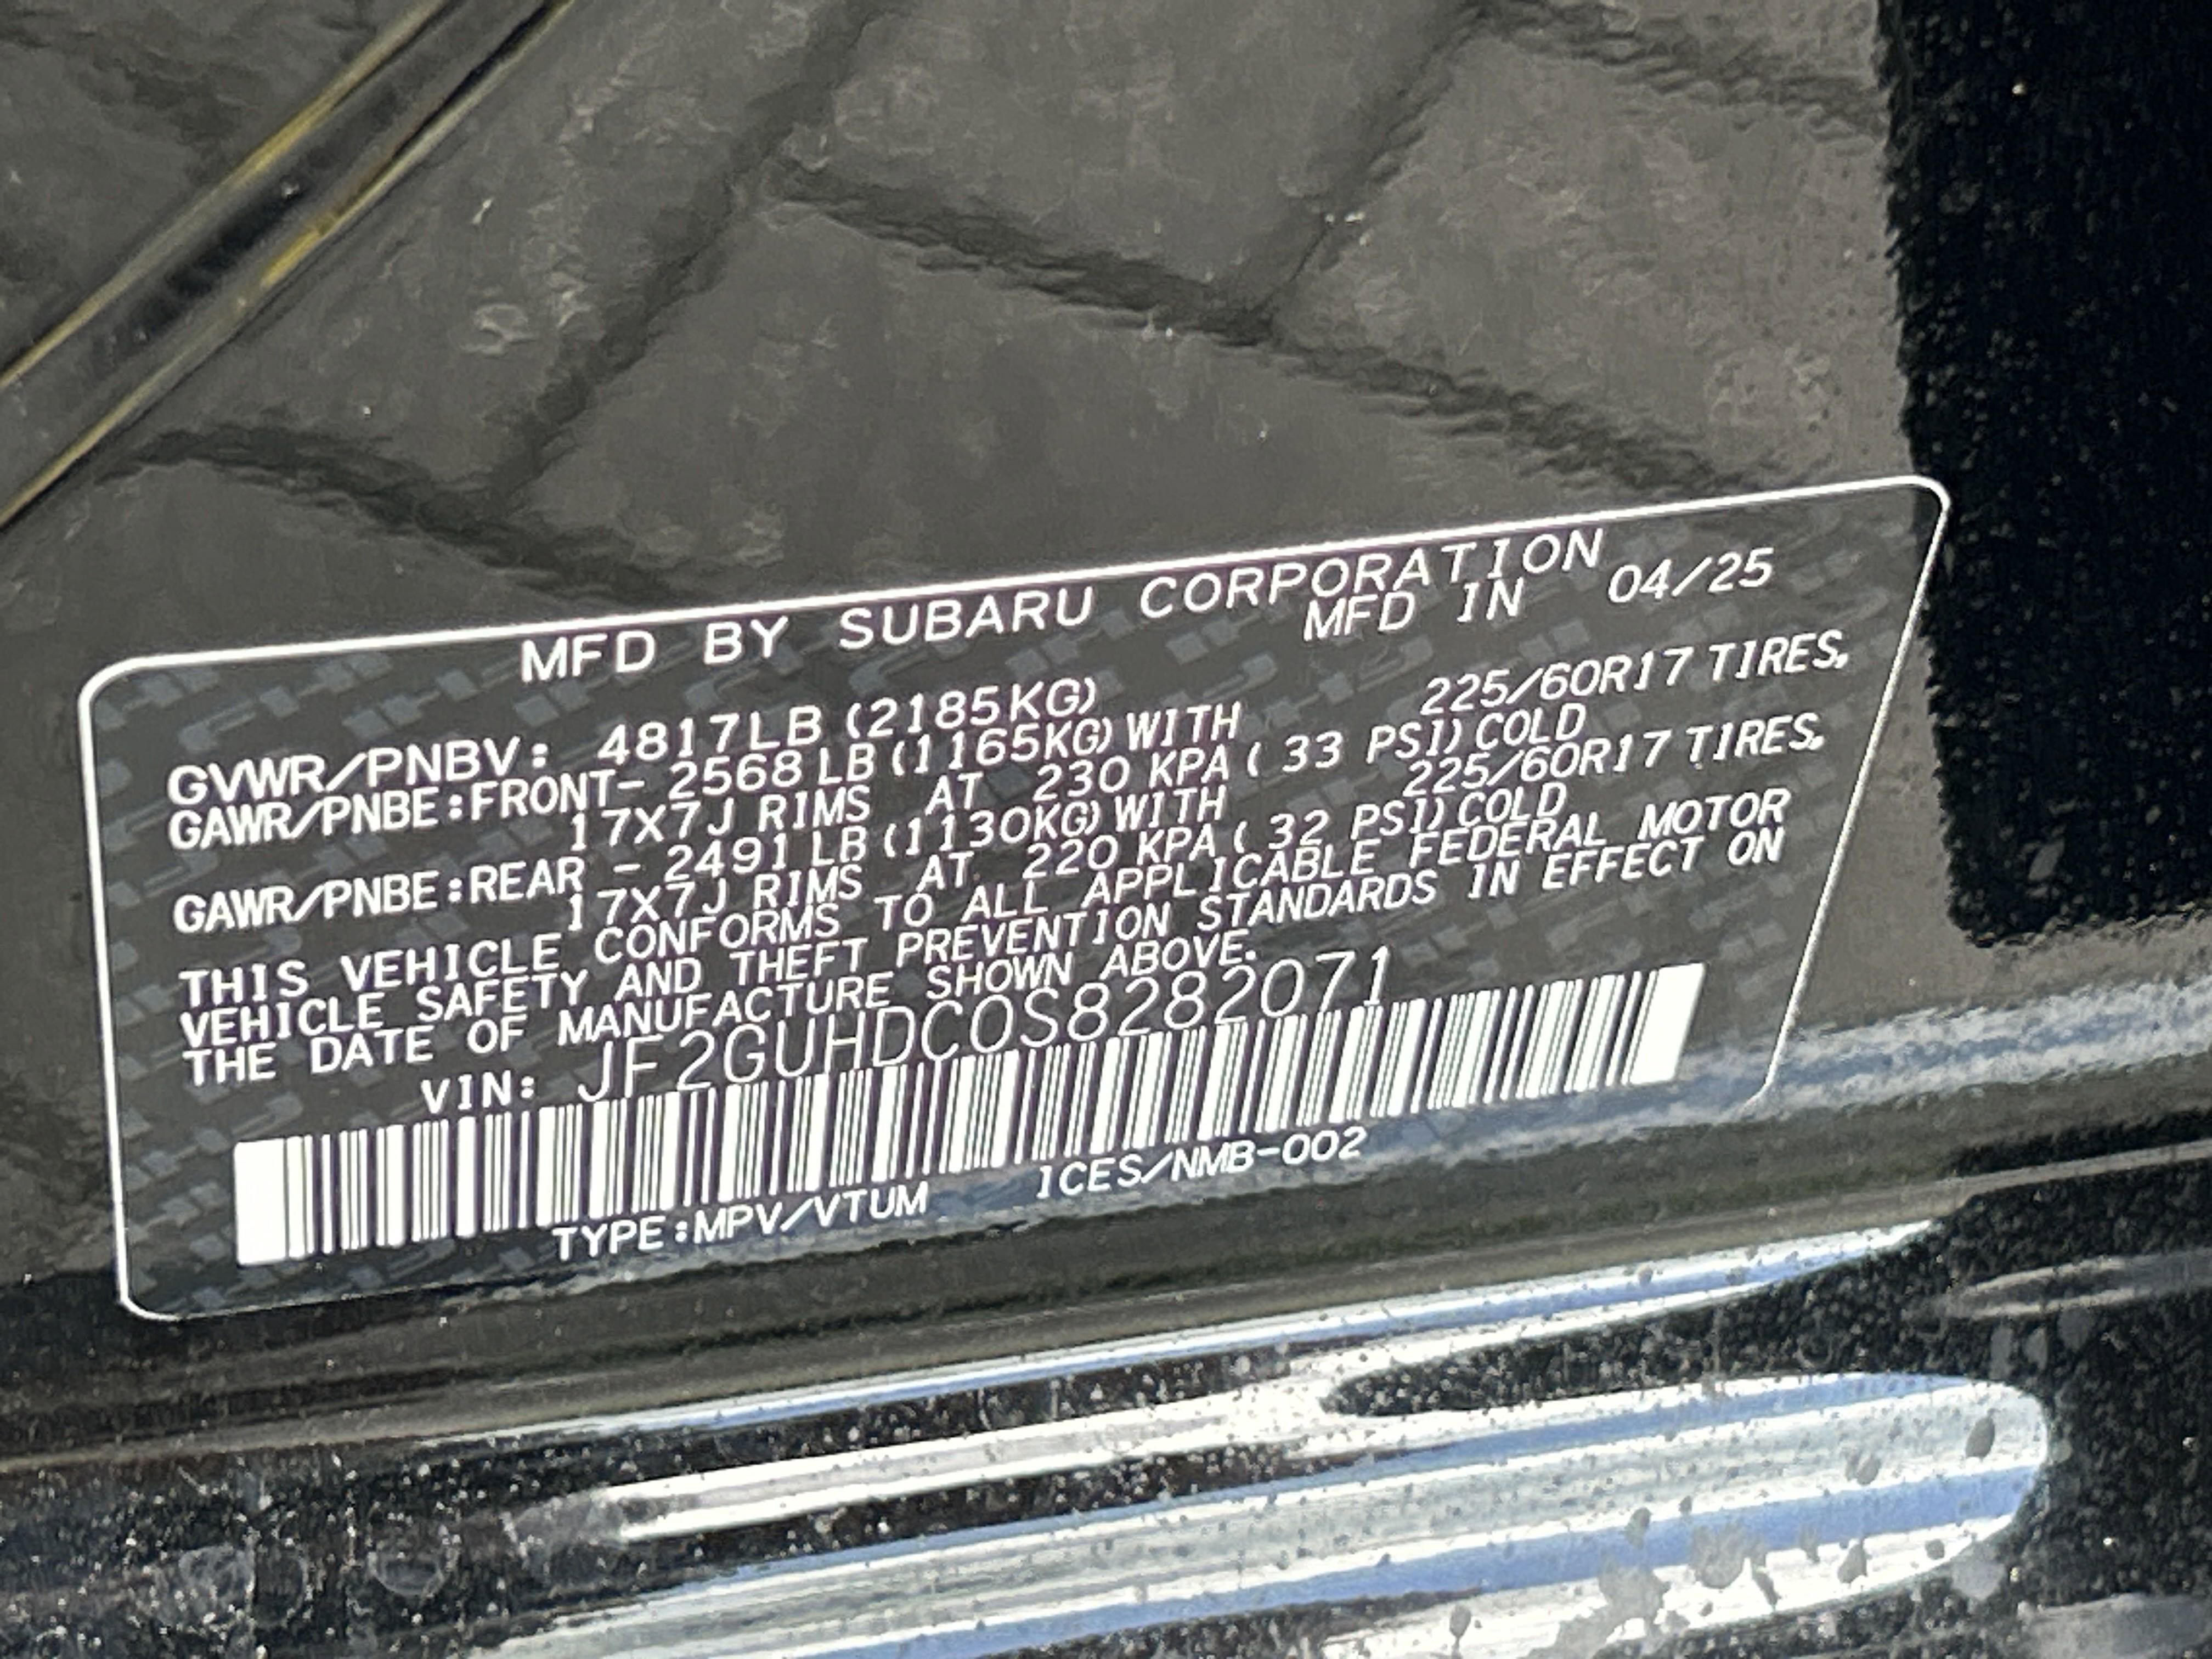 MFD BY SUBARU CORPORATION
MFD IN 04/25
GVWR/PNBV: 4817LB (2185KG)
GAWR/PNBE:FRONT- 2568 LB (1165KG) WITH 225/60R17 TIRES,
17X7J RIMS AT 230 KPA ( 33 PSI) COLD
GAWR/PNBE:REAR - 2491 LB (1130KG) WITH 225/60R17 TIRES,
17X7J RIMS AT 220 KPA ( 32 PSI) COLD
THIS VEHICLE CONFORMS TO ALL APPLICABLE FEDERAL MOTOR
VEHICLE SAFETY AND THEFT PREVENTION STANDARDS IN EFFECT ON
THE DATE OF MANUFACTURE SHOWN ABOVE.
VIN: JF2GUHDC0S8282071
TYPE:MPV/VTUM ICES/NMB-002